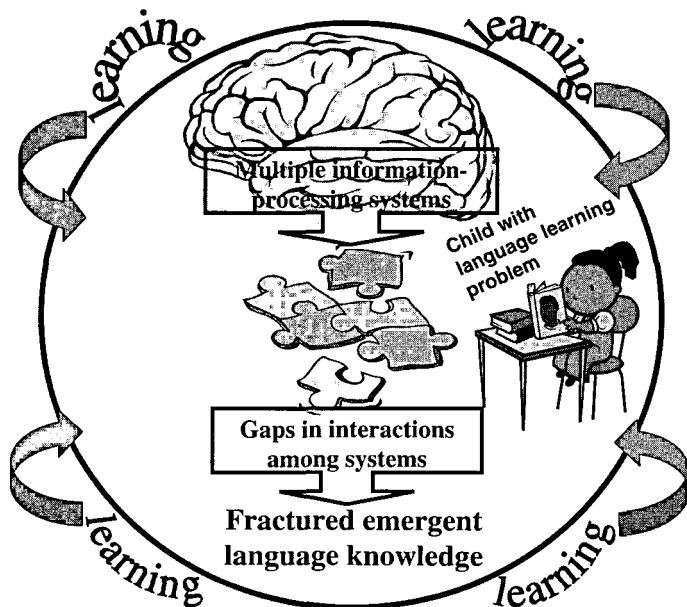 learning
learning
Multiple information-
processing systems
Child with
language learning
problem
Gaps in interactions
among systems
Fractured emergent
language knowledge
learning
learning